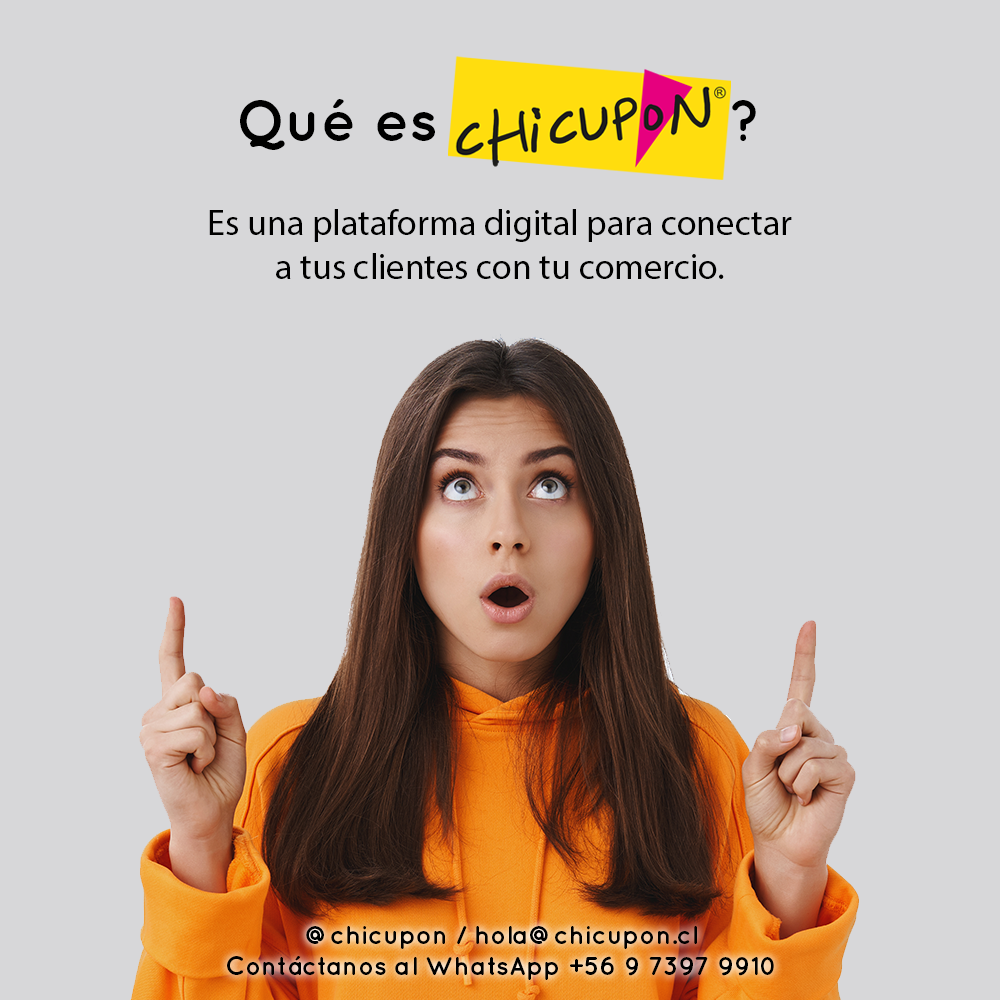 Qué es CHiCUPON® ?
Es una plataforma digital para conectar
a tus clientes con tu comercio.
@chicupon / hola@chicupon.cl
Contáctanos al WhatsApp +56 9 7397 9910